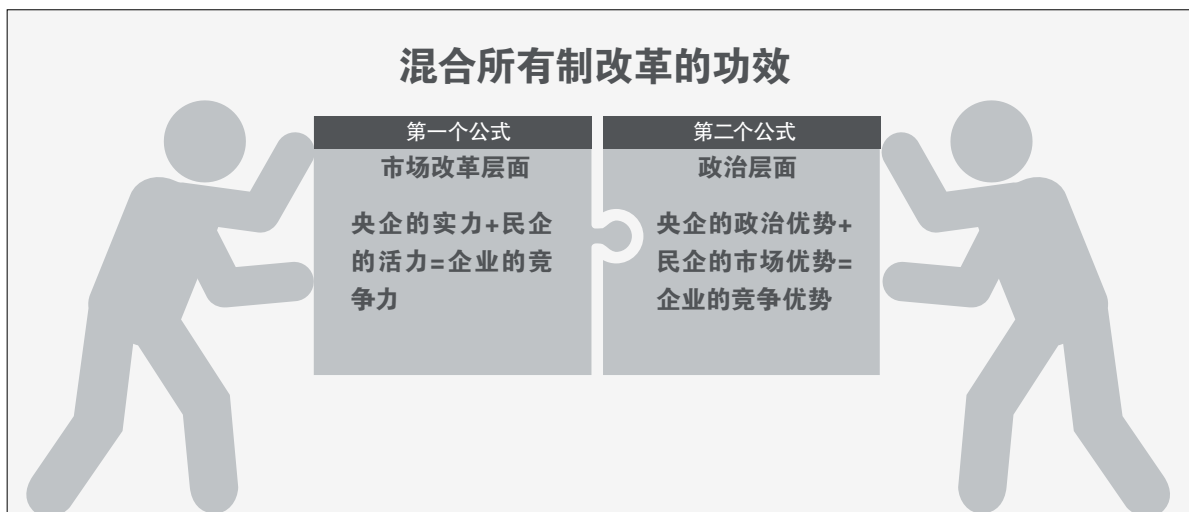 混合所有制改革的功效
第一个公式
市场改革层面
央企的实力+民企
的活力=企业的竞
争力
第二个公式
政治层面
央企的政治优势+
民企的市场优势=
企业的竞争优势